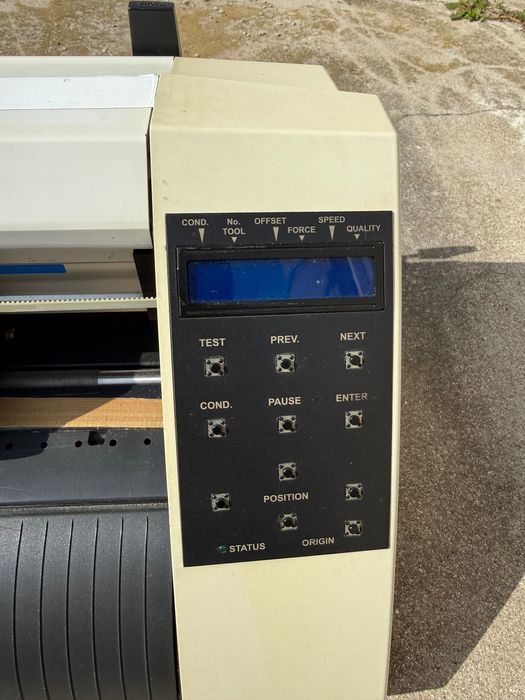 COND. No. TOOL OFFSET FORCE SPEED QUALITY
TEST PREV. NEXT
COND. PAUSE ENTER
POSITION
STATUS ORIGIN